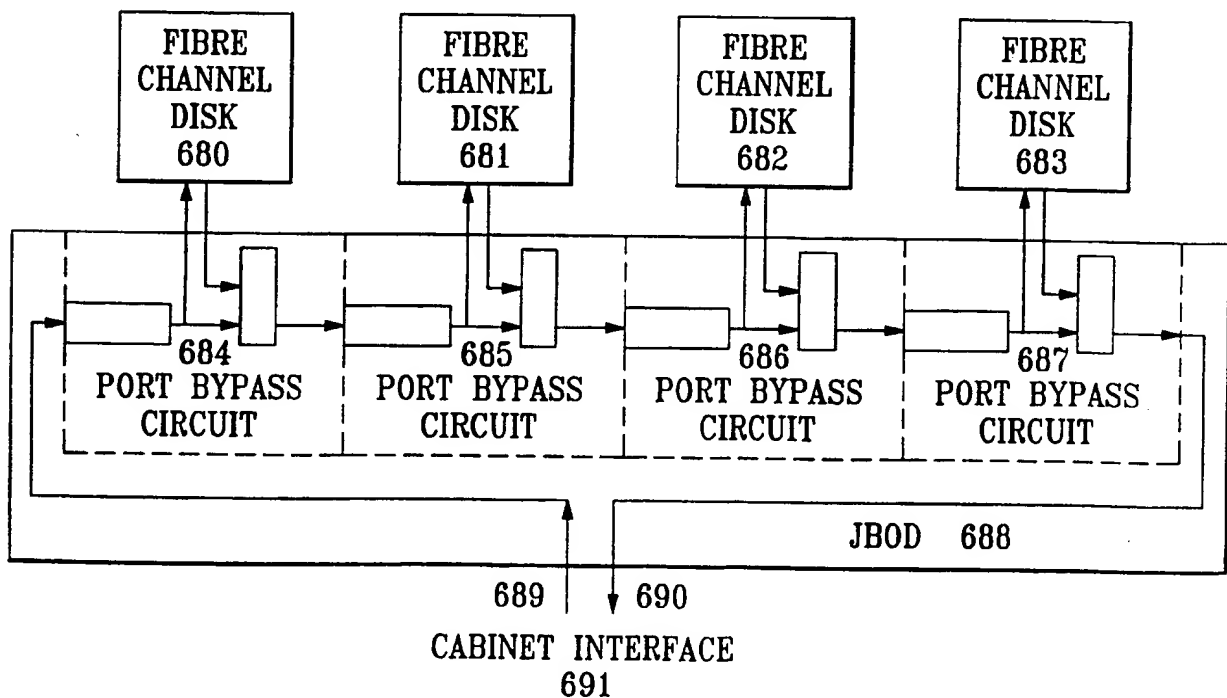 FIBRE
CHANNEL
DISK
680
FIBRE
CHANNEL
DISK
681
FIBRE
CHANNEL
DISK
682
FIBRE
CHANNEL
DISK
683
684
PORT BYPASS
CIRCUIT
685
PORT BYPASS
CIRCUIT
686
PORT BYPASS
CIRCUIT
687
PORT BYPASS
CIRCUIT
JBOD 688
689
690
CABINET INTERFACE
691